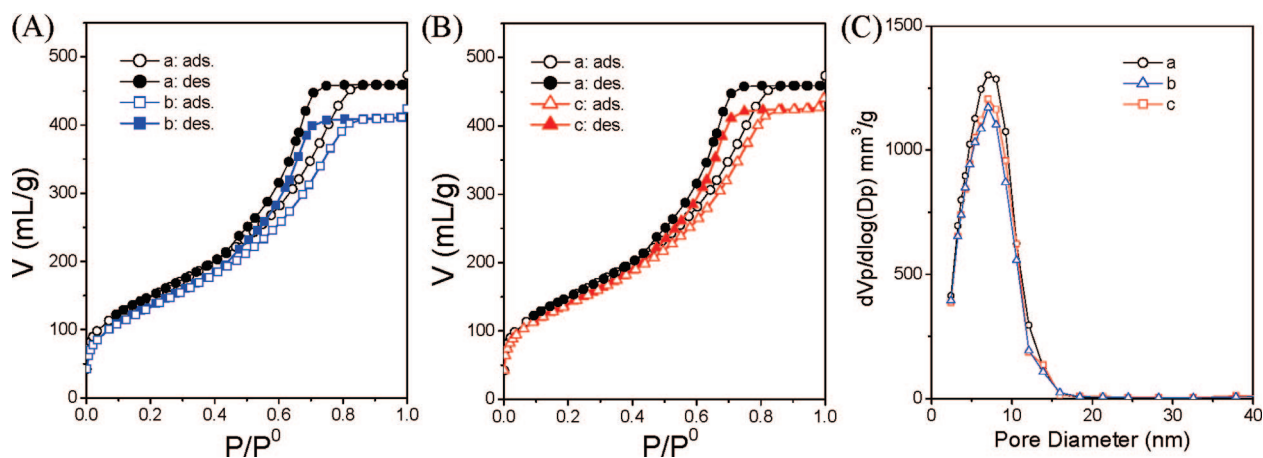 (A)
500
400
300
200
100
0
V (mL/g)
a: ads.
a: des
b: ads.
b: des.
0.0 0.2 0.4 0.6 0.8 1.0
P/P⁰
(B)
500
400
300
200
100
0
V (mL/g)
a: ads.
a: des.
c: ads.
c: des.
0.0 0.2 0.4 0.6 0.8 1.0
P/P⁰
(C)
1500
1000
500
0
dVp/dlog(Dp) mm³/g
a
b
c
0 10 20 30 40
Pore Diameter (nm)